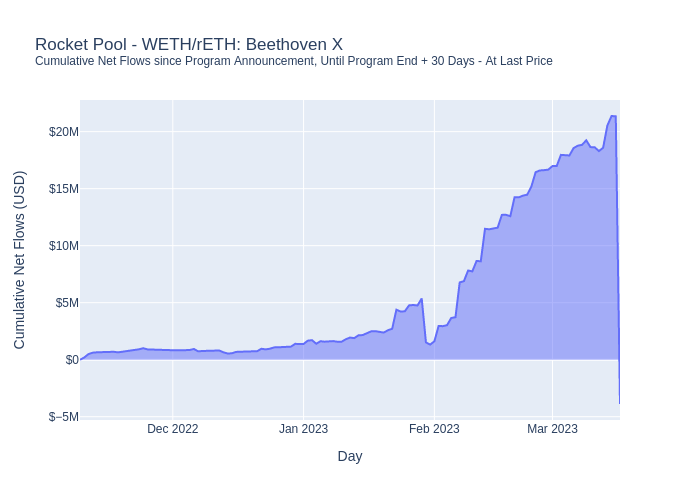 Rocket Pool - WETH/rETH: Beethoven X
Cumulative Net Flows since Program Announcement, Until Program End + 30 Days - At Last Price
Cumulative Net Flows (USD)
$20M
$15M
$10M
$5M
$0
$−5M
Dec 2022
Jan 2023
Feb 2023
Mar 2023
Day